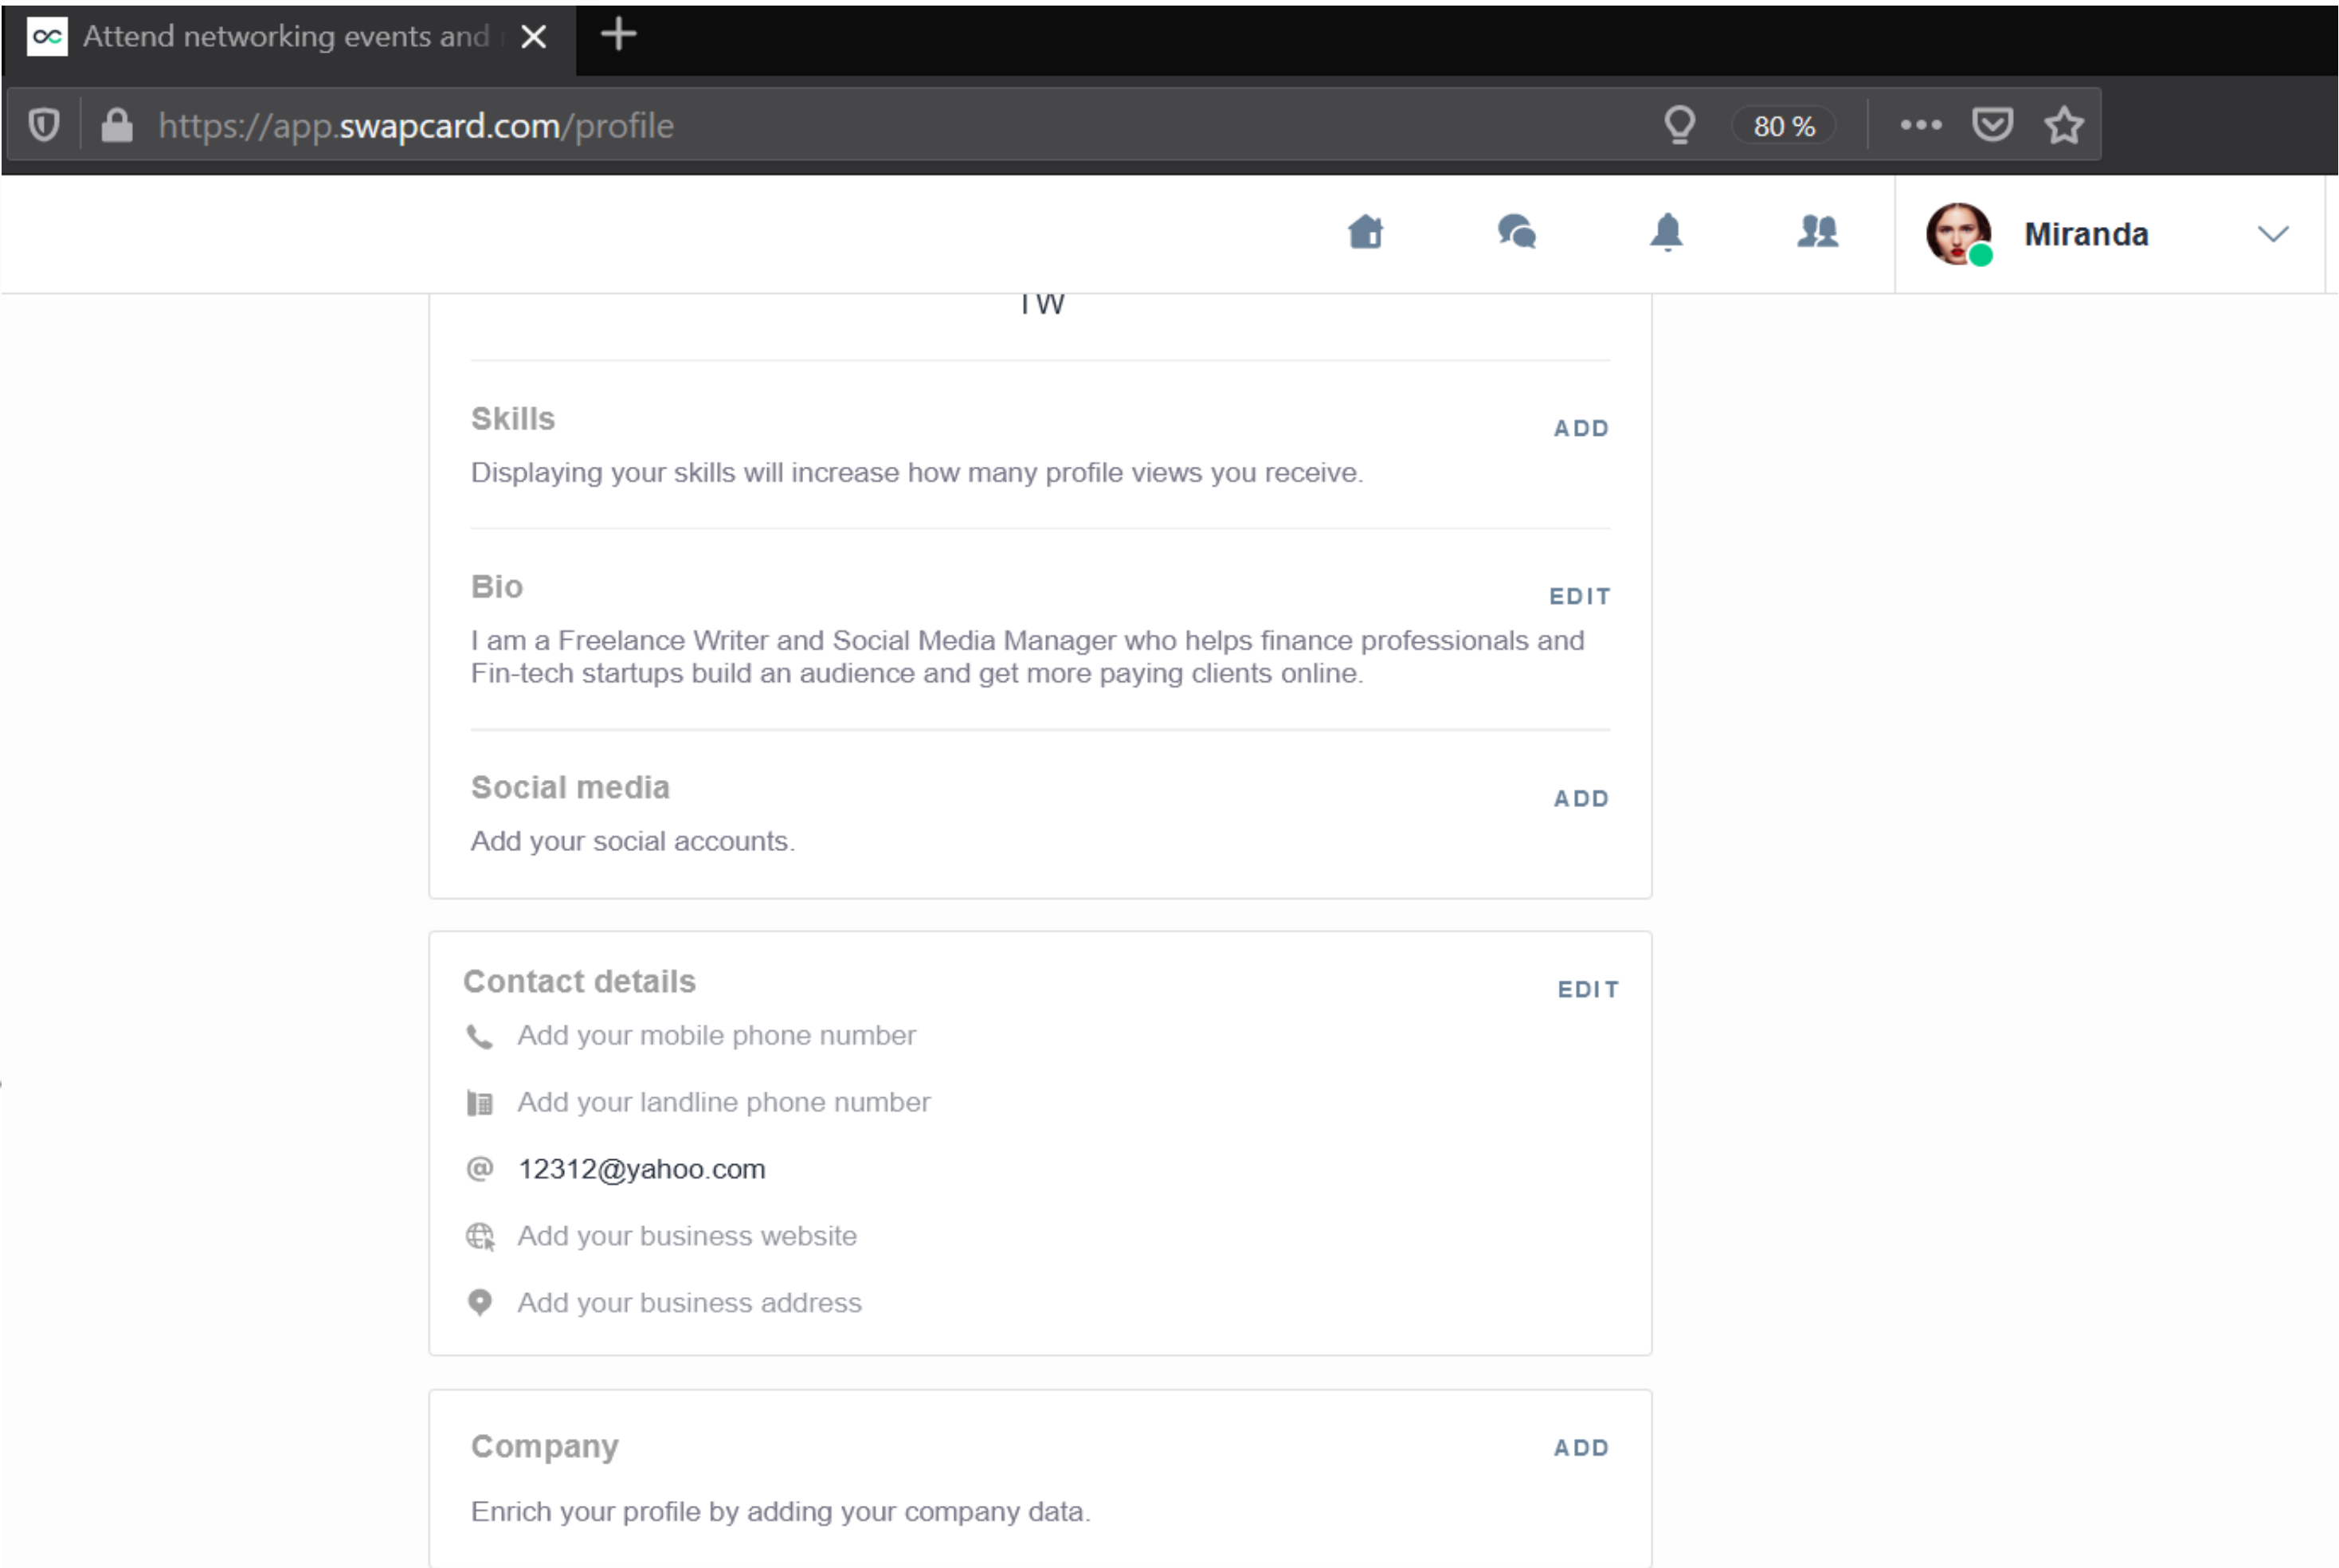 Attend networking events and
https://app.swapcard.com/profile
80 %
Miranda
TW
Skills
ADD
Displaying your skills will increase how many profile views you receive.
Bio
EDIT
I am a Freelance Writer and Social Media Manager who helps finance professionals and
Fin-tech startups build an audience and get more paying clients online.
Social media
ADD
Add your social accounts.
Contact details
EDIT
Add your mobile phone number
Add your landline phone number
@ 12312@yahoo.com
Add your business website
Add your business address
Company
ADD
Enrich your profile by adding your company data.